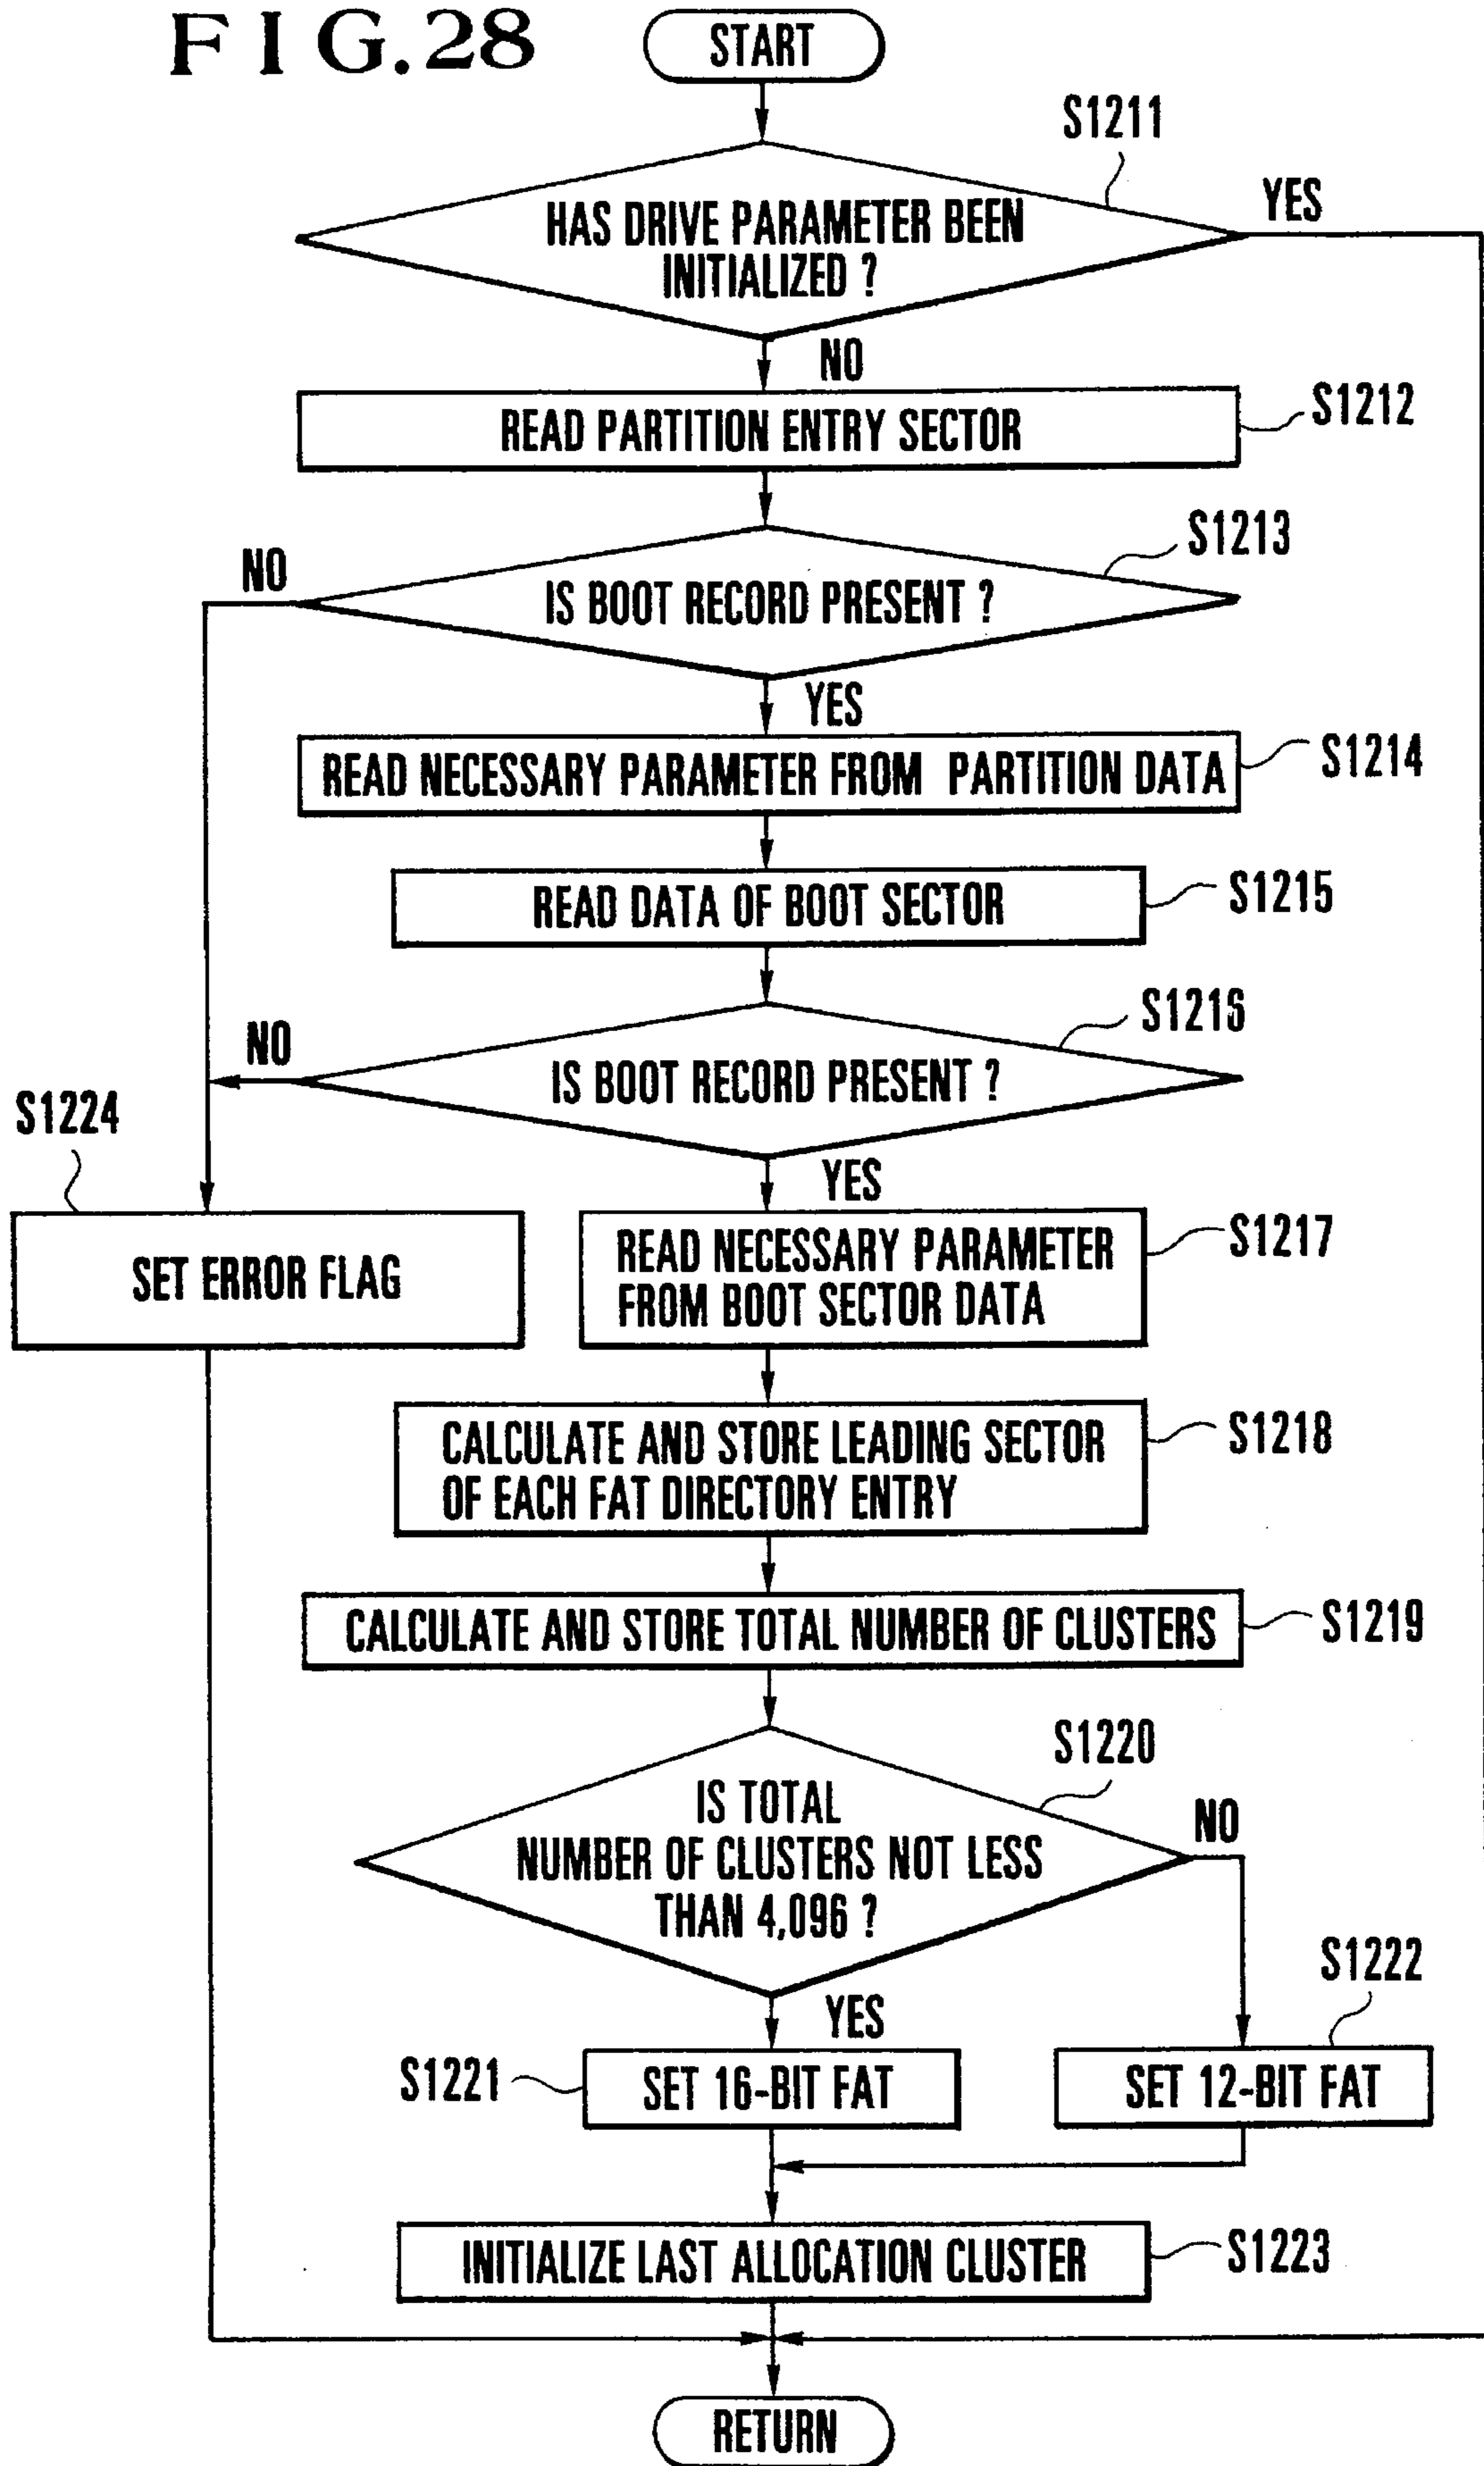 FIG.28
START
S1211
YES
HAS DRIVE PARAMETER BEEN
INITIALIZED ?
NO
READ PARTITION ENTRY SECTOR
S1212
S1213
NO
IS BOOT RECORD PRESENT ?
YES
READ NECESSARY PARAMETER FROM PARTITION DATA
S1214
READ DATA OF BOOT SECTOR
S1215
S1216
NO
IS BOOT RECORD PRESENT ?
S1224
YES
SET ERROR FLAG
READ NECESSARY PARAMETER
FROM BOOT SECTOR DATA
S1217
CALCULATE AND STORE LEADING SECTOR
OF EACH FAT DIRECTORY ENTRY
S1218
CALCULATE AND STORE TOTAL NUMBER OF CLUSTERS
S1219
S1220
IS TOTAL
NUMBER OF CLUSTERS NOT LESS
THAN 4,096 ?
NO
S1222
YES
S1221
SET 16-BIT FAT
SET 12-BIT FAT
INITIALIZE LAST ALLOCATION CLUSTER
S1223
RETURN